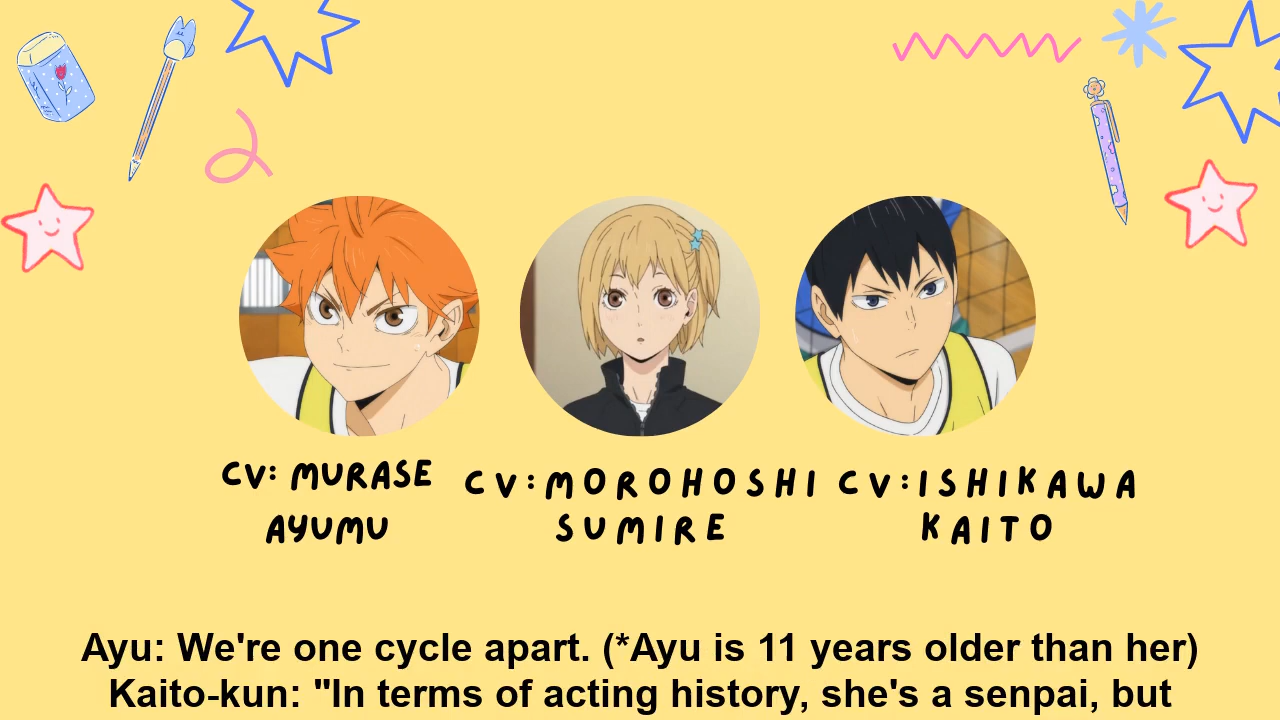 CV: MURASE
AYUMU
CV:MOROHOSHI
SUMIRE
CV:ISHIKAWA
KAITO
Ayu: We're one cycle apart. (*Ayu is 11 years older than her)
Kaito-kun: "In terms of acting history, she's a senpai, but